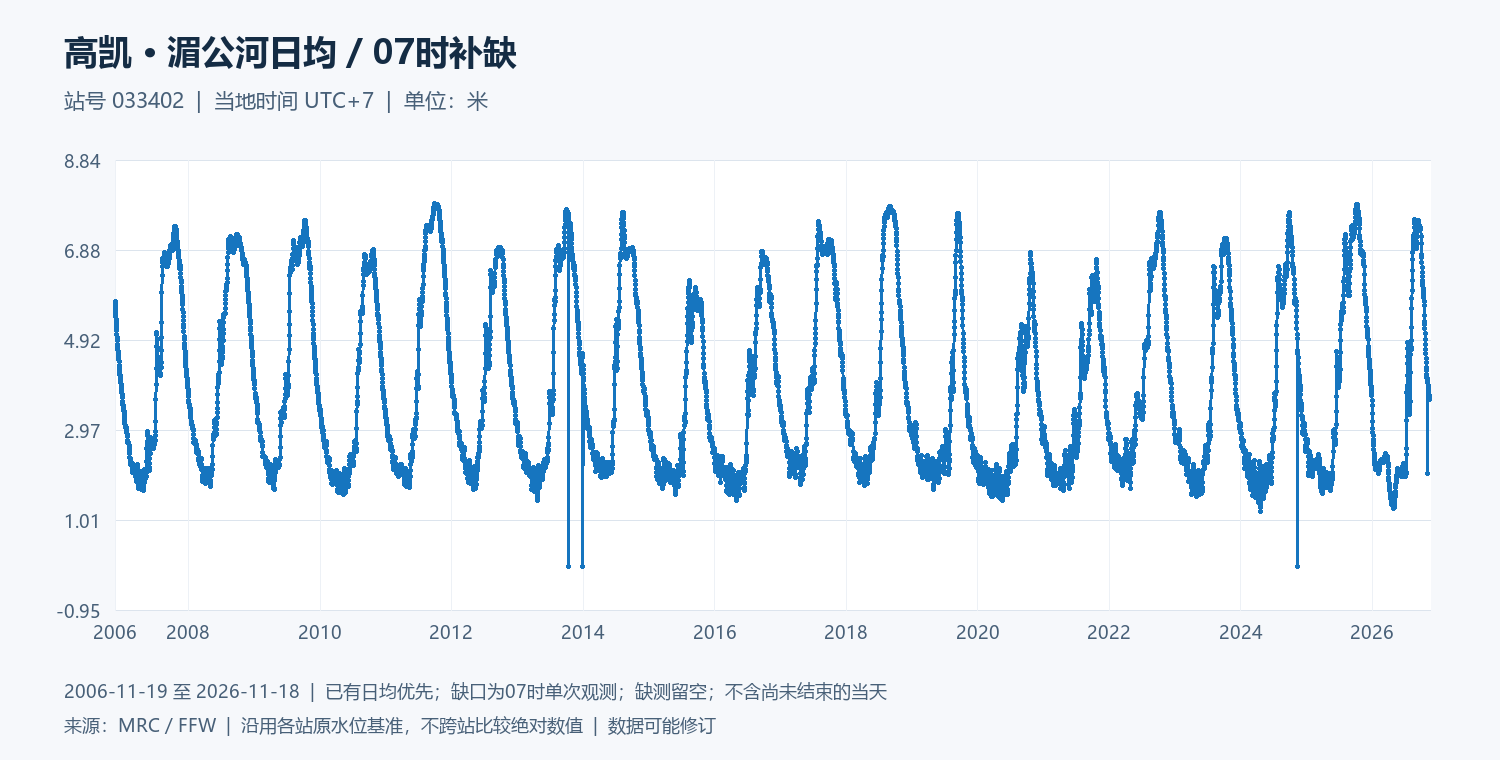 高凯 • 湄公河日均 / 07时补缺
站号 033402 | 当地时间 UTC+7 | 单位：米
8.84
6.88
4.92
2.97
1.01
-0.95
2006 2008 2010 2012 2014 2016 2018 2020 2022 2024 2026
2006-11-19 至 2026-11-18 | 已有日均优先；缺口为07时单次观测；缺测留空；不含尚未结束的当天
来源：MRC / FFW | 沿用各站原水位基准，不跨站比较绝对数值 | 数据可能修订